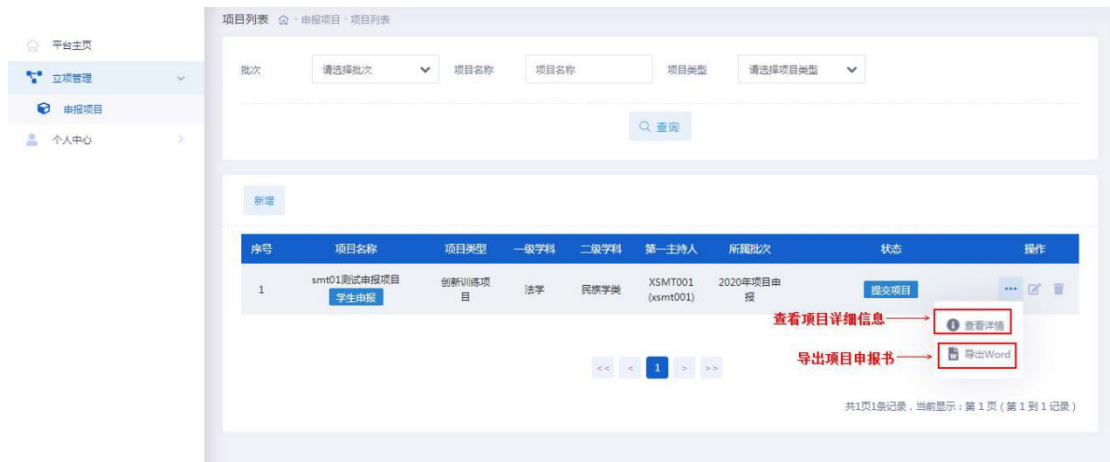 项目列表 申报项目 - 项目列表
平台主页
立项管理
申报项目
个人中心
批次 请选择批次 项目名称 项目名称 项目类型 请选择项目类型
查询
新增
序号 项目名称 项目类型 一级学科 二级学科 第一主持人 所属批次 状态 操作
1 smt01测试申报项目 创新训练项 法学 民族学类 XSMT001 2020年项目申 提交项目 ...
学生申报 目 (xsmt001) 报
查看项目详细信息 查看详情
导出项目申报书 导出Word
<< < 1 > >>
共1页1条记录，当前显示：第 1 页 ( 第 1 到 1 记录 )